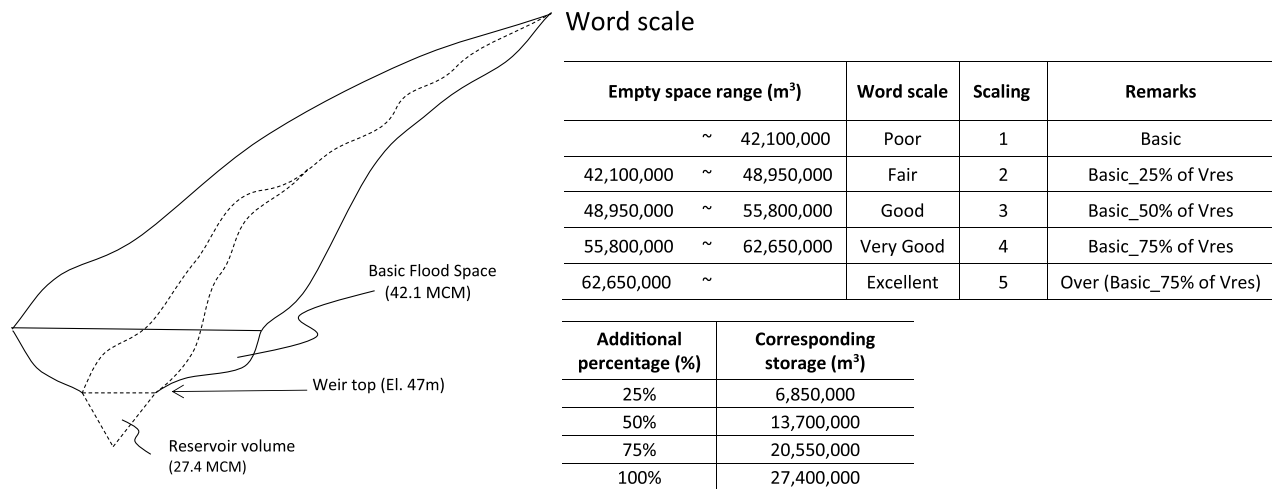 Word scale
Empty space range (m³) Word scale Scaling Remarks
~ 42,100,000 Poor 1 Basic
42,100,000 ~ 48,950,000 Fair 2 Basic_25% of Vres
48,950,000 ~ 55,800,000 Good 3 Basic_50% of Vres
55,800,000 ~ 62,650,000 Very Good 4 Basic_75% of Vres
62,650,000 ~ Excellent 5 Over (Basic_75% of Vres)
Basic Flood Space
(42.1 MCM)
Weir top (El. 47m)
Reservoir volume
(27.4 MCM)
Additional Corresponding
percentage (%) storage (m³)
25% 6,850,000
50% 13,700,000
75% 20,550,000
100% 27,400,000